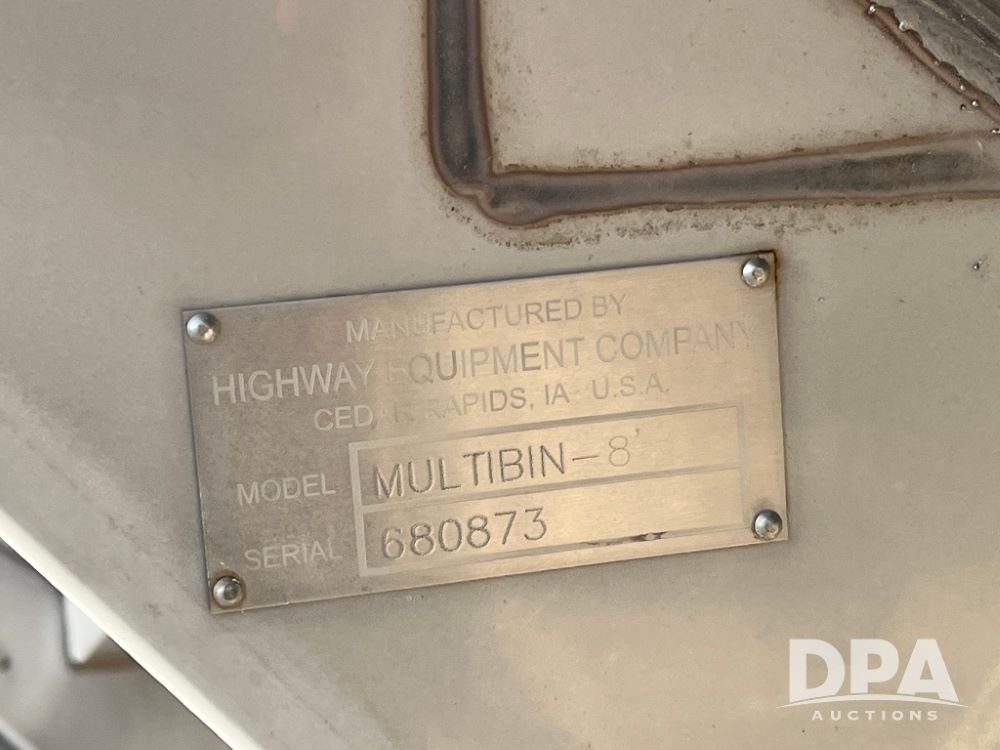 MANUFACTURED BY
HIGHWAY EQUIPMENT COMPANY
CEDAR RAPIDS, IA. U.S.A.
MODEL MULTIBIN-8'
SERIAL 680873
DPA
AUCTIONS